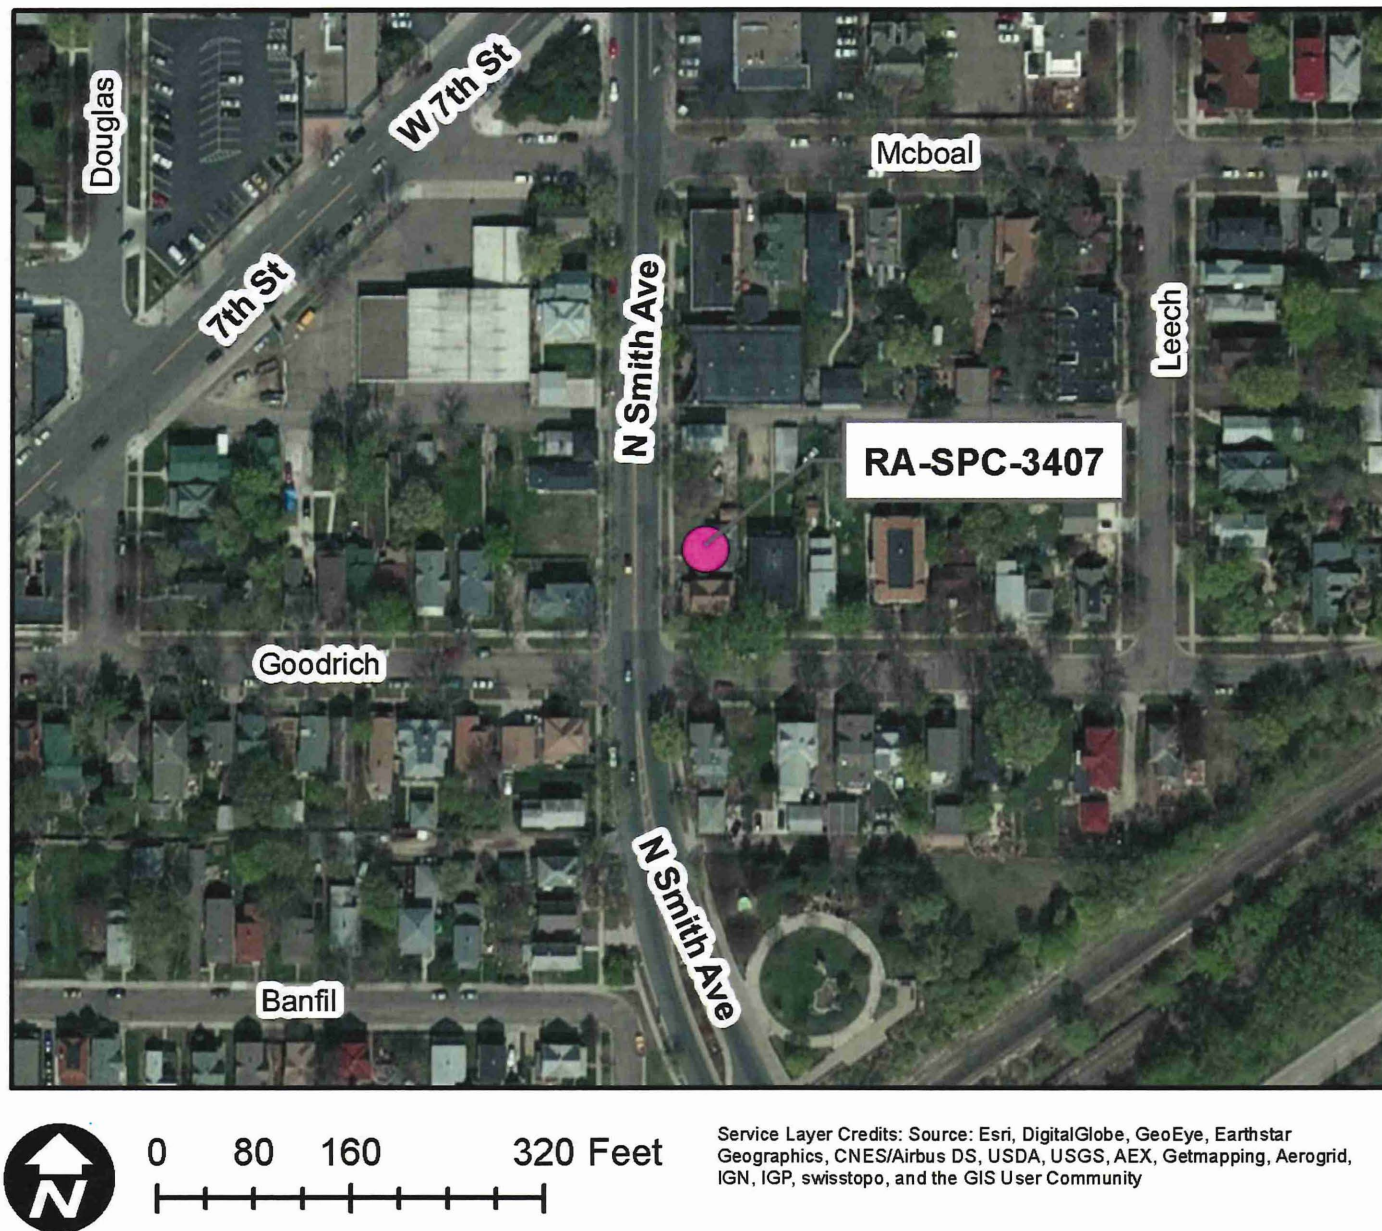 W 7th St
Douglas
Mcboal
7th St
N Smith Ave
Leech
RA-SPC-3407
Goodrich
N Smith Ave
Banfil
N
0 80 160 320 Feet
Service Layer Credits: Source: Esri, DigitalGlobe, GeoEye, Earthstar
Geographics, CNES/Airbus DS, USDA, USGS, AEX, Getmapping, Aerogrid,
IGN, IGP, swisstopo, and the GIS User Community